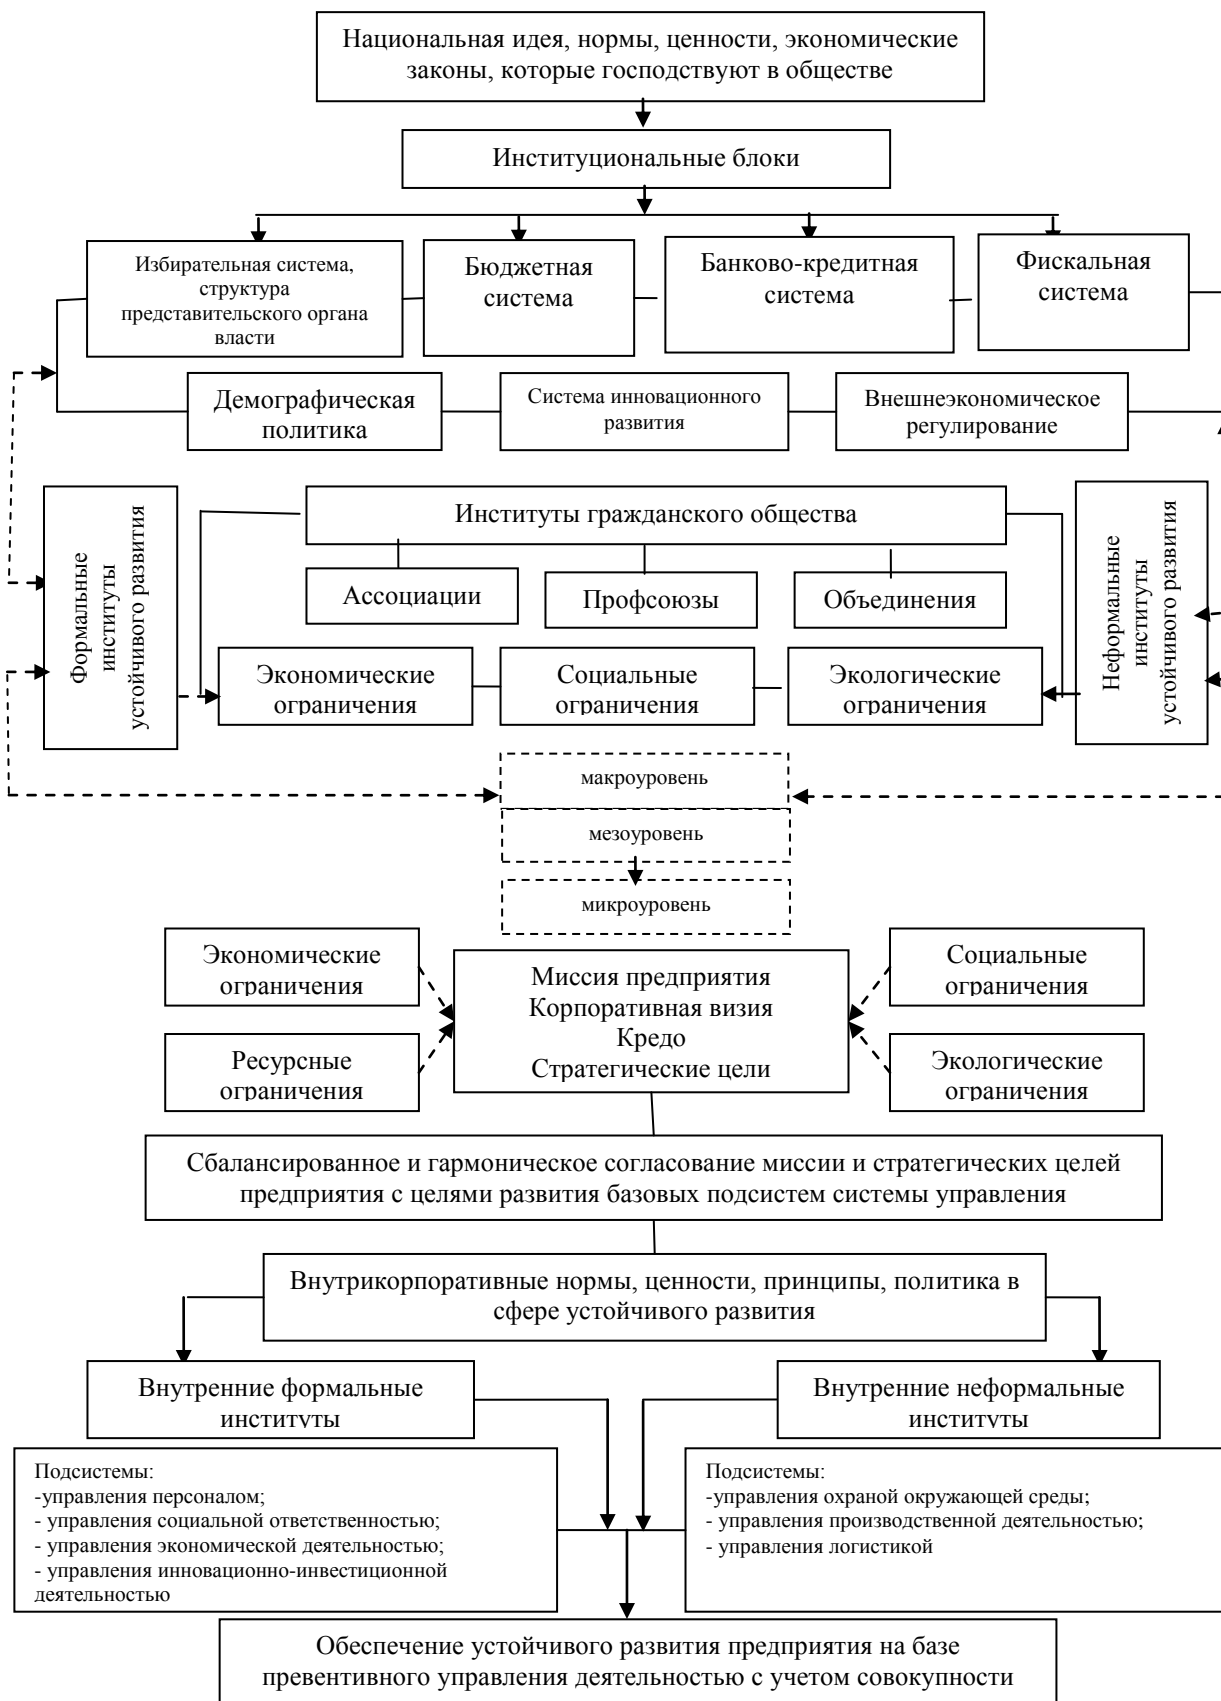 Национальная идея, нормы, ценности, экономические
законы, которые господствуют в обществе
Институциональные блоки
Избирательная система,
структура
представительского органа
власти
Бюджетная
система
Банково-кредитная
система
Фискальная
система
Демографическая
политика
Система инновационного
развития
Внешнеэкономическое
регулирование
Формальные
институты
устойчивого развития
Институты гражданского общества
Ассоциации
Профсоюзы
Объединения
Экономические
ограничения
Социальные
ограничения
Экологические
ограничения
Неформальные
институты
устойчивого развития
макроуровень
мезоуровень
микроуровень
Экономические
ограничения
Ресурсные
ограничения
Миссия предприятия
Корпоративная визия
Кредо
Стратегические цели
Социальные
ограничения
Экологические
ограничения
Сбалансированное и гармоническое согласование миссии и стратегических целей
предприятия с целями развития базовых подсистем системы управления
Внутрикорпоративные нормы, ценности, принципы, политика в
сфере устойчивого развития
Внутренние формальные
институты
Внутренние неформальные
институты
Подсистемы:
-управления персоналом;
- управления социальной ответственностью;
- управления экономической деятельностью;
- управления инновационно-инвестиционной
деятельностью
Подсистемы:
-управления охраной окружающей среды;
- управления производственной деятельностью;
- управления логистикой
Обеспечение устойчивого развития предприятия на базе
превентивного управления деятельностью с учетом совокупности